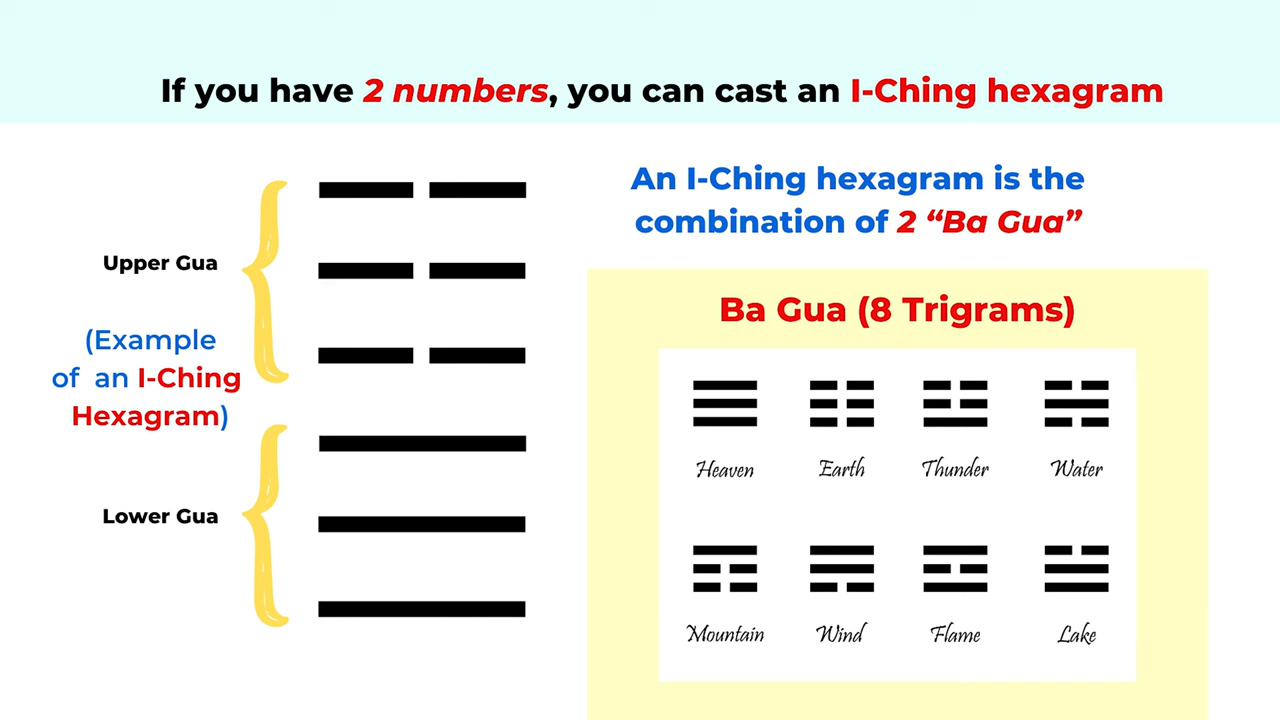 If you have 2 numbers, you can cast an I-Ching hexagram
An I-Ching hexagram is the
combination of 2 “Ba Gua”
Upper Gua
(Example
of an I-Ching
Hexagram)
Lower Gua
Ba Gua (8 Trigrams)
Heaven Earth Thunder Water
Mountain Wind Flame Lake